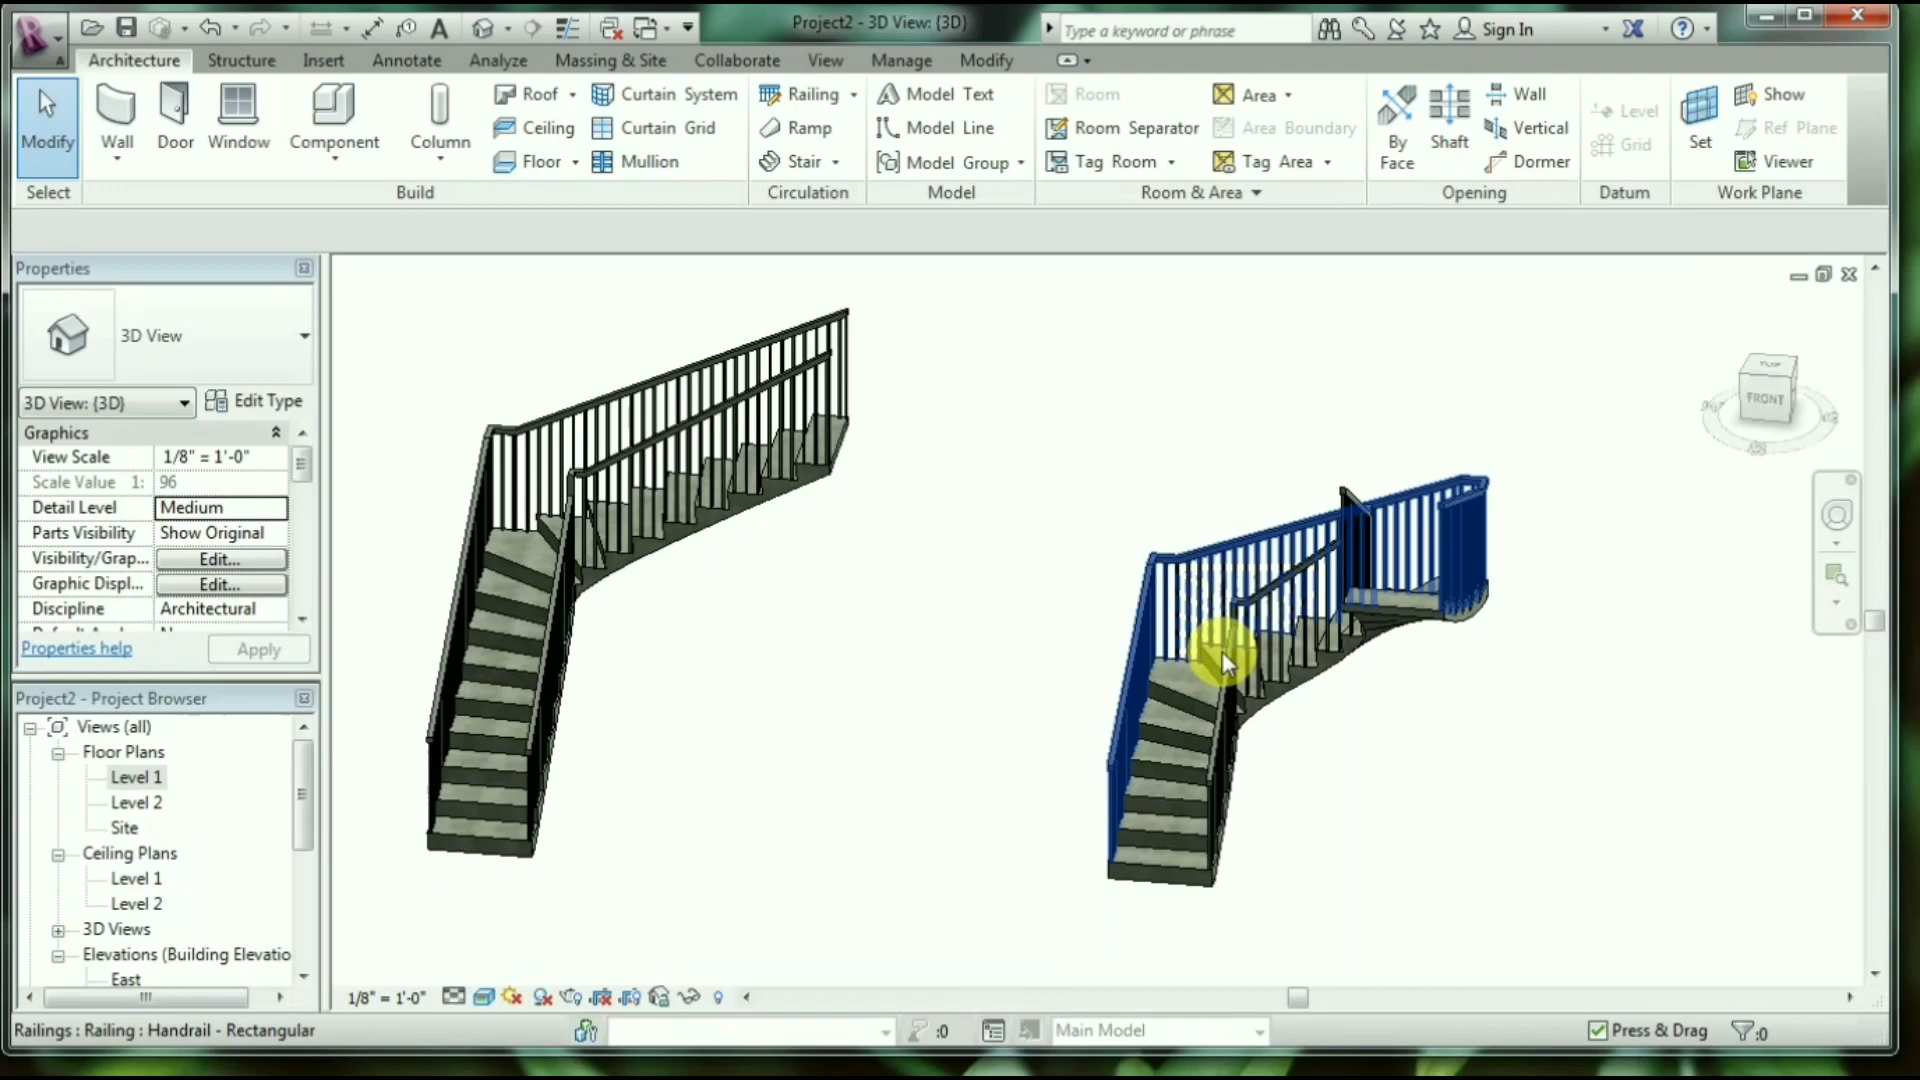 Project2 - 3D View: {3D}
Type a keyword or phrase
Sign In
Architecture Structure Insert Annotate Analyze Massing & Site Collaborate View Manage Modify
Modify
Wall
Door
Window
Component
Column
Roof
Ceiling
Floor
Curtain System
Curtain Grid
Mullion
Railing
Ramp
Stair
Model Text
Model Line
Model Group
Room
Room Separator
Tag Room
Area
Area Boundary
Tag Area
By Face
Shaft
Wall
Vertical
Dormer
Level
Grid
Set
Show
Ref Plane
Viewer
Select Build Circulation Model Room & Area Opening Datum Work Plane
Properties
3D View
3D View: {3D} Edit Type
Graphics
View Scale 1/8" = 1'-0"
Scale Value 1: 96
Detail Level Medium
Parts Visibility Show Original
Visibility/Grap... Edit...
Graphic Displ... Edit...
Discipline Architectural
Properties help Apply
Project2 - Project Browser
Views (all)
Floor Plans
Level 1
Level 2
Site
Ceiling Plans
Level 1
Level 2
3D Views
Elevations (Building Elevatio
East
TOP
FRONT
1/8" = 1'-0"
Railings : Railing : Handrail - Rectangular
:0
Main Model
Press & Drag
:0